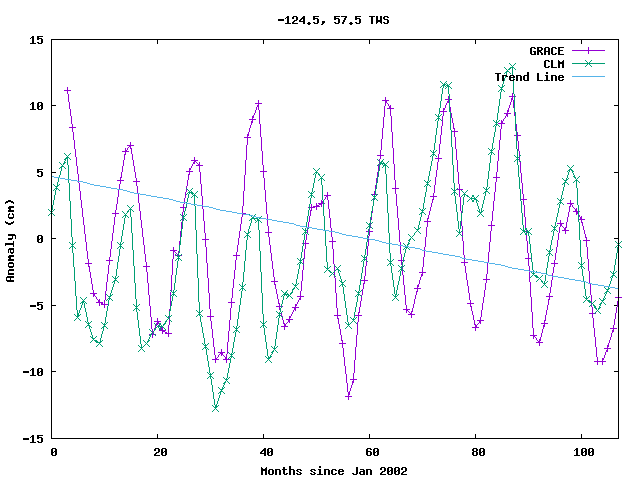 -124.5, 57.5 TWS
GRACE
CLM
Trend Line
15
10
5
0
-5
-10
-15
Anomaly (cm)
0 20 40 60 80 100
Months since Jan 2002